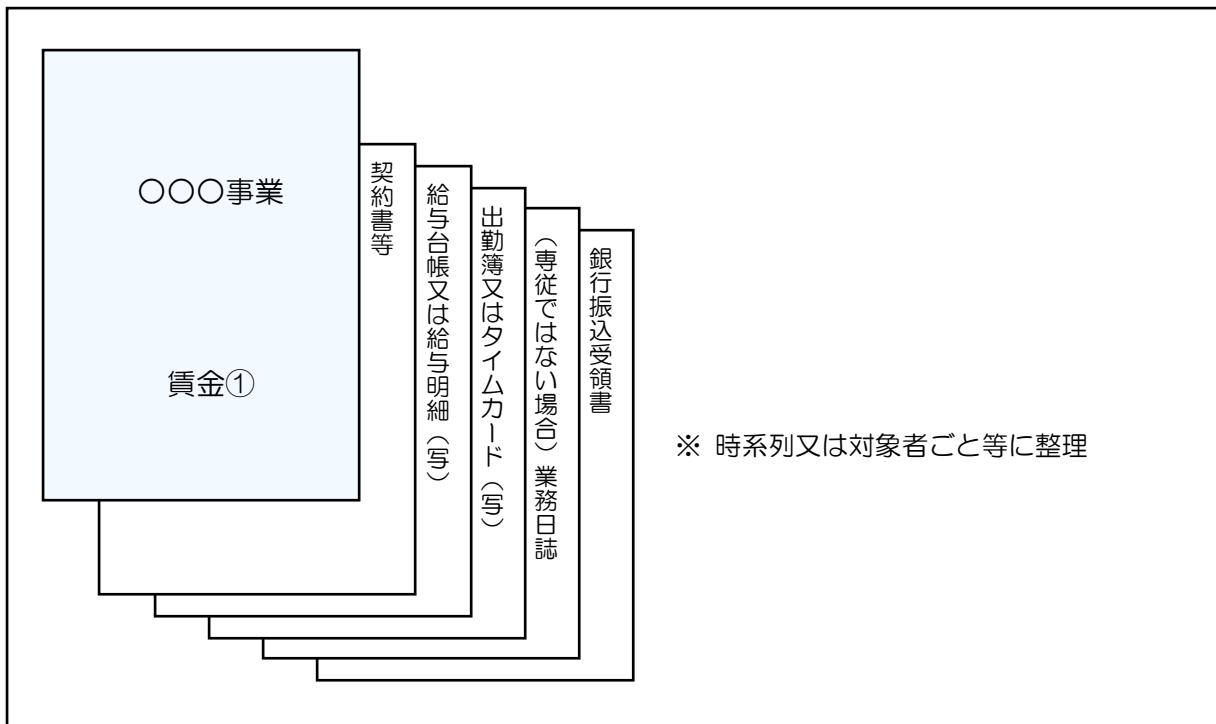 〇〇〇事業
賃金①
契約書等
給与台帳又は給与明細（写）
出勤簿又はタイムカード（写）
（専従ではない場合）業務日誌
銀行振込受領書
※ 時系列又は対象者ごと等に整理